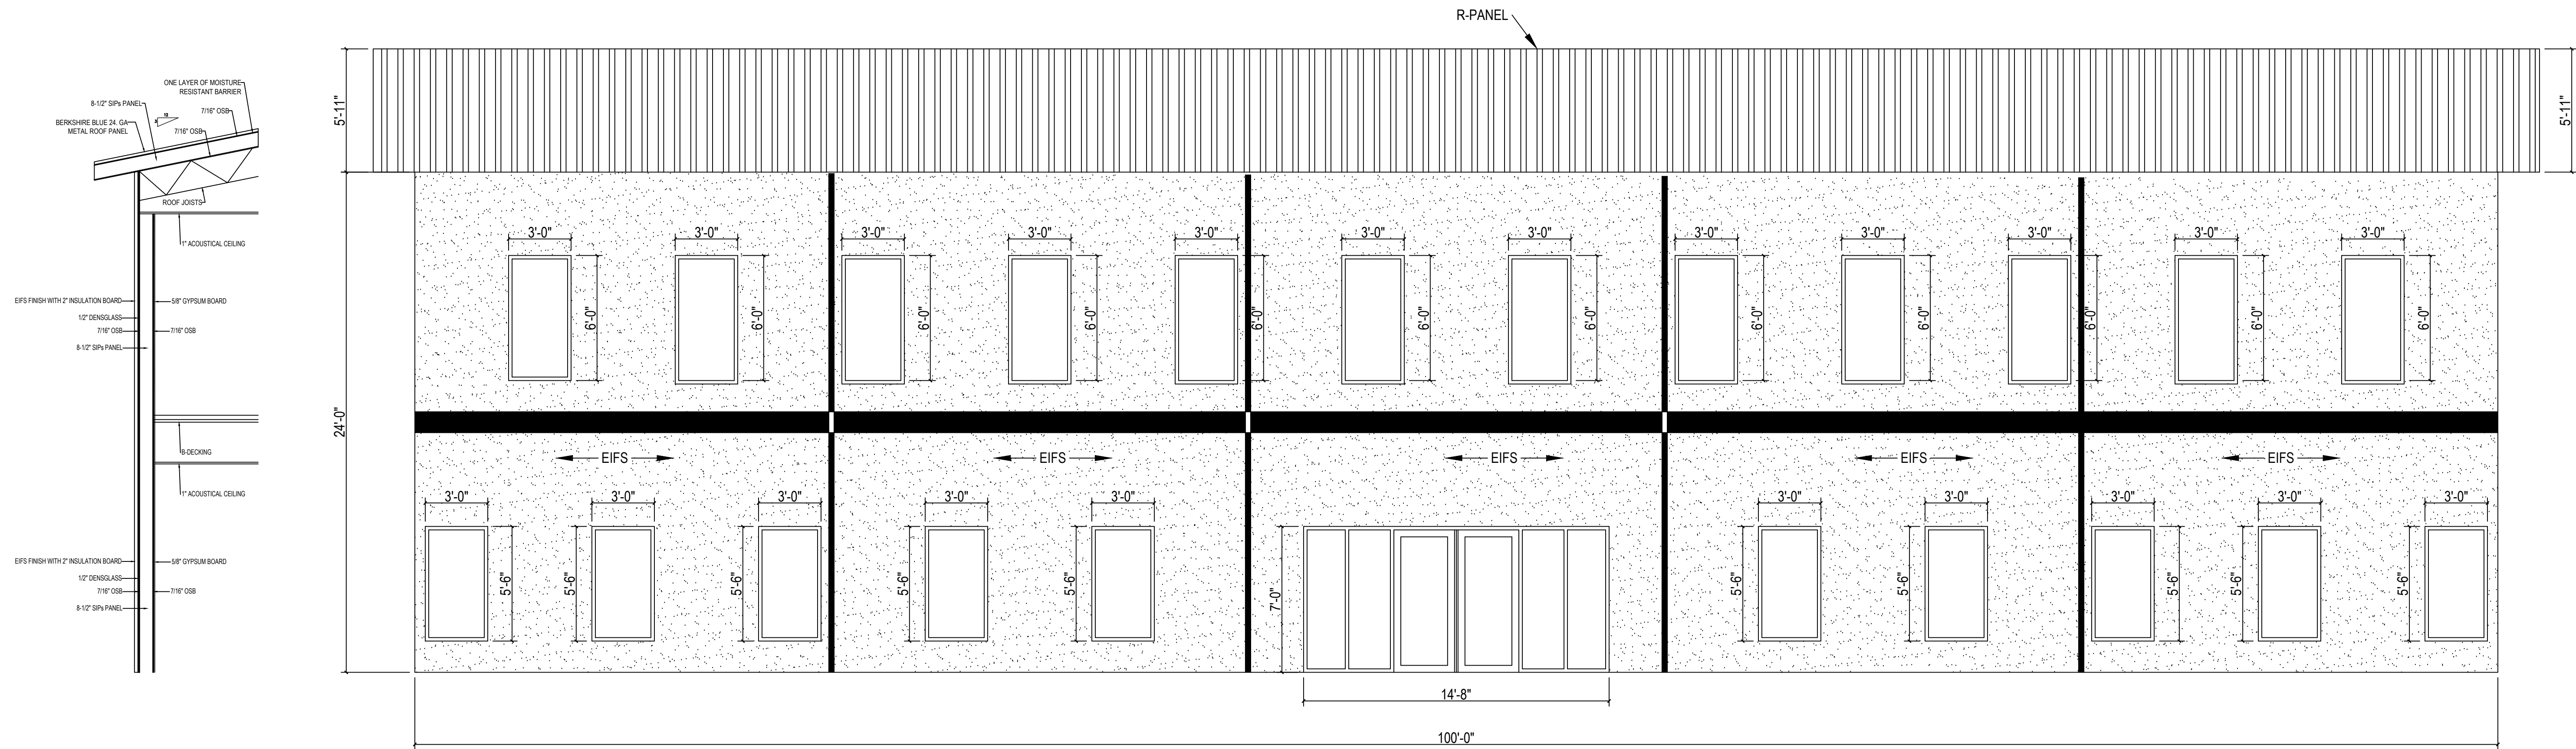 R-PANEL
ONE LAYER OF MOISTURE
RESISTANT BARRIER
8-1/2" SIPs PANEL
7/16" OSB
BERKSHIRE BLUE 24. GA
METAL ROOF PANEL
7/16" OSB
ROOF JOISTS
1" ACOUSTICAL CEILING
EIFS FINISH WITH 2" INSULATION BOARD
5/8" GYPSUM BOARD
1/2" DENSGLASS
7/16" OSB
7/16" OSB
8-1/2" SIPs PANEL
B-DECKING
1" ACOUSTICAL CEILING
EIFS FINISH WITH 2" INSULATION BOARD
5/8" GYPSUM BOARD
1/2" DENSGLASS
7/16" OSB
7/16" OSB
8-1/2" SIPs PANEL
5'-11"
5'-11"
24'-0"
3'-0" 3'-0" 3'-0" 3'-0" 3'-0" 3'-0" 3'-0" 3'-0" 3'-0" 3'-0" 3'-0" 3'-0"
6'-0" 6'-0" 6'-0" 6'-0" 6'-0" 6'-0" 6'-0" 6'-0" 6'-0" 6'-0" 6'-0" 6'-0"
EIFS EIFS EIFS EIFS EIFS
3'-0" 3'-0" 3'-0" 3'-0" 3'-0" 3'-0" 3'-0" 3'-0" 3'-0" 3'-0"
5'-6" 5'-6" 5'-6" 5'-6" 5'-6" 7'-0" 5'-6" 5'-6" 5'-6" 5'-6" 5'-6"
14'-8"
100'-0"